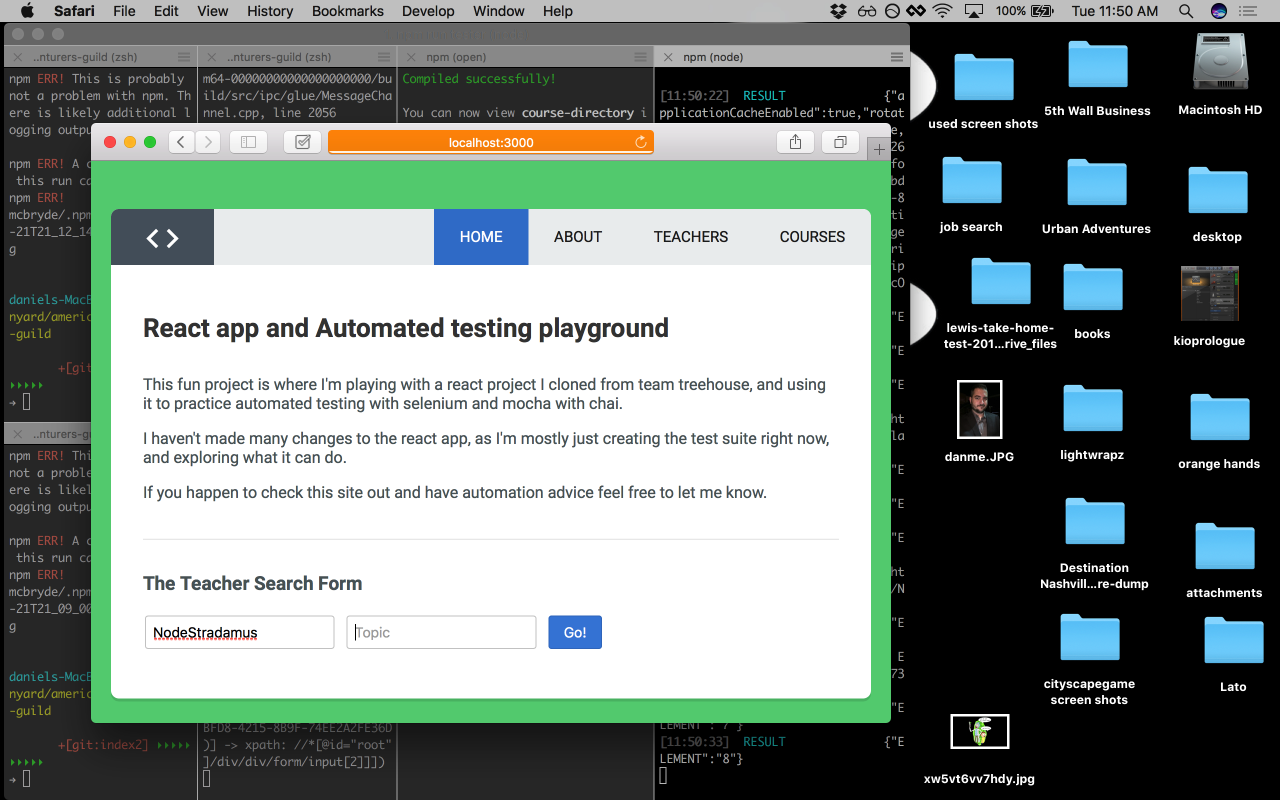 Safari File Edit View History Bookmarks Develop Window Help 100% Tue 11:50 AM
..nturers-guild (zsh) ..nturers-guild (zsh) npm (open) npm (node)
npm ERR! This is probably
not a problem with npm. Th
ere is likely additional l
ogging outpu
npm ERR! A c
this run ca
npm ERR!
mcbryde/.npm
-21T21_12_14
g
daniels-MacB
nyard/americ
-guild
+[git:
m64-00000000000000000000/bu
ild/src/ipc/glue/MessageCha
nnel.cpp, line 2056
Compiled successfully!
You can now view course-directory i
[11:50:22] RESULT {"a
pplicationCacheEnabled":true,"rotat
localhost:3000
< >
HOME ABOUT TEACHERS COURSES
React app and Automated testing playground
This fun project is where I'm playing with a react project I cloned from team treehouse, and using
it to practice automated testing with selenium and mocha with chai.
I haven't made many changes to the react app, as I'm mostly just creating the test suite right now,
and exploring what it can do.
If you happen to check this site out and have automation advice feel free to let me know.
The Teacher Search Form
NodeStradamus Topic Go!
..nturers-gu
npm ERR! Thi
not a proble
ere is likel
ogging outpu
npm ERR! A c
this run ca
npm ERR!
mcbryde/.npm
-21T21_09_00
g
daniels-MacB
nyard/americ
-guild
+[git:index2]
BFD8-4215-8B9F-74EE2A2FE36D
)] -> xpath: //*[@id="root"
]/div/div/form/input[2]]])
LEMENT":"7"}
[11:50:33] RESULT {"E
LEMENT":"8"}
used screen shots
5th Wall Business
Macintosh HD
job search
Urban Adventures
desktop
lewis-take-home-
test-201...rive_files
books
kioprologue
danme.JPG
lightwrapz
orange hands
Destination
Nashvill...re-dump
attachments
cityscapegame
screen shots
Lato
xw5vt6vv7hdy.jpg